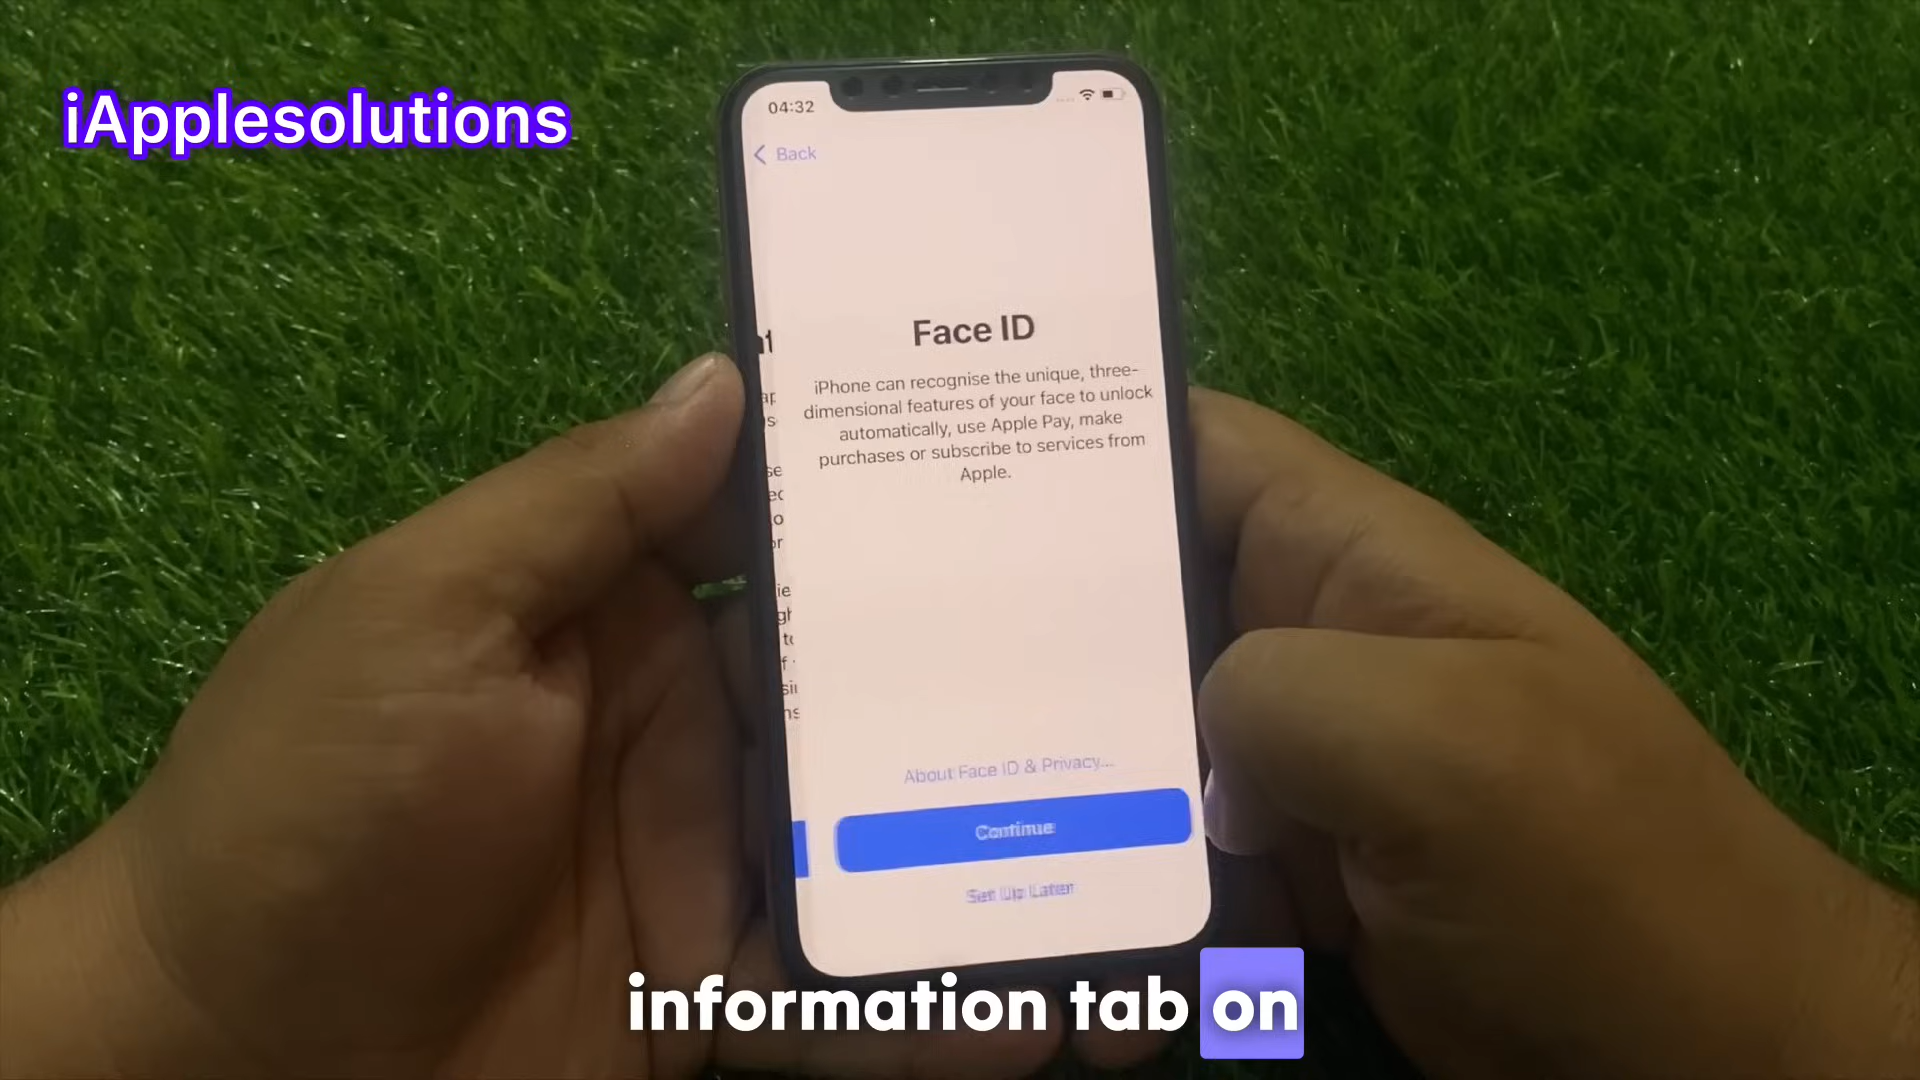 iApplesolutions
04:32
Back
Face ID
iPhone can recognise the unique, three-
dimensional features of your face to unlock
automatically, use Apple Pay, make
purchases or subscribe to services from
Apple.
About Face ID & Privacy...
Continue
Set Up Later
information tab on